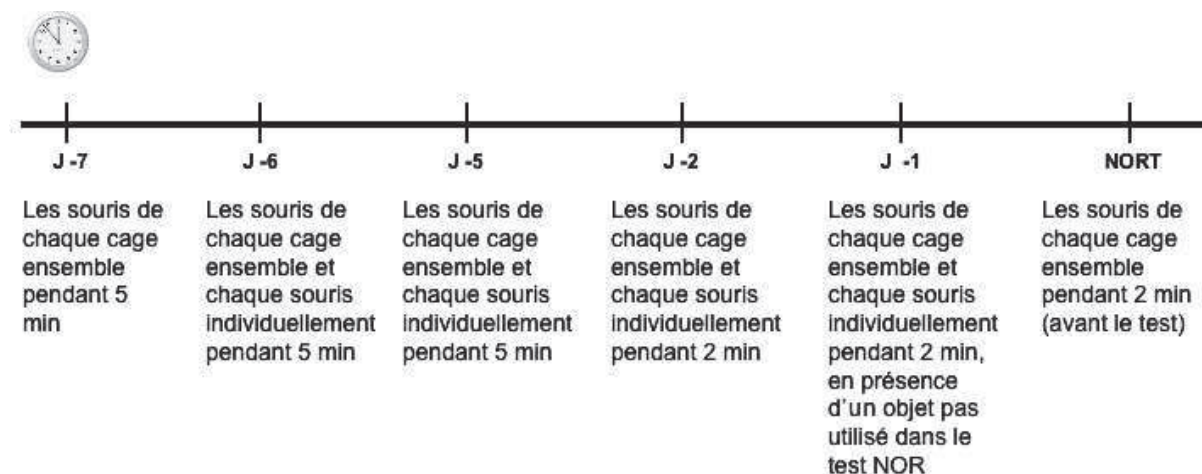 J -7
J -6
J -5
J -2
J -1
NORT
Les souris de
chaque cage
ensemble
pendant 5
min
Les souris de
chaque cage
ensemble et
chaque souris
individuellement
pendant 5 min
Les souris de
chaque cage
ensemble et
chaque souris
individuellement
pendant 5 min
Les souris de
chaque cage
ensemble et
chaque souris
individuellement
pendant 2 min
Les souris de
chaque cage
ensemble et
chaque souris
individuellement
pendant 2 min,
en présence
d'un objet pas
utilisé dans le
test NOR
Les souris de
chaque cage
ensemble
pendant 2 min
(avant le test)